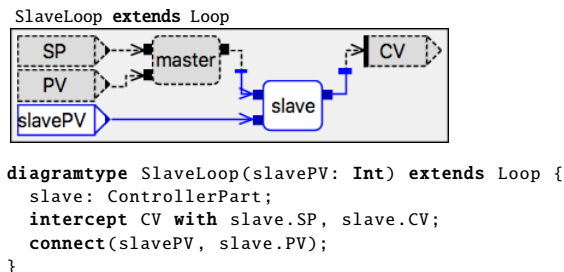 SlaveLoop extends Loop
SP
master
CV
PV
slave
slavePV
diagramtype SlaveLoop(slavePV: Int) extends Loop {
slave: ControllerPart;
intercept CV with slave.SP, slave.CV;
connect(slavePV, slave.PV);
}